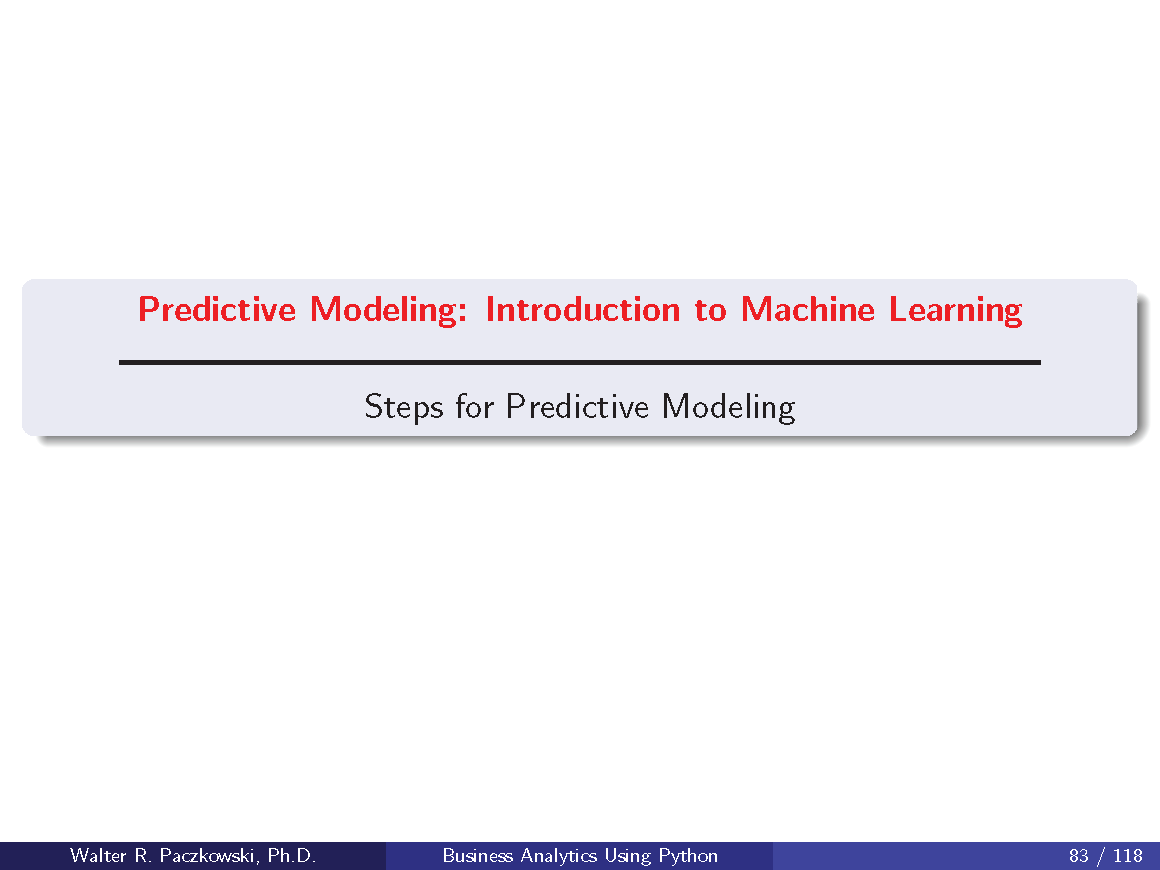 Predictive Modeling: Introduction to Machine Learning
Steps for Predictive Modeling
Walter R. Paczkowski, Ph.D.
Business Analytics Using Python
83 / 118